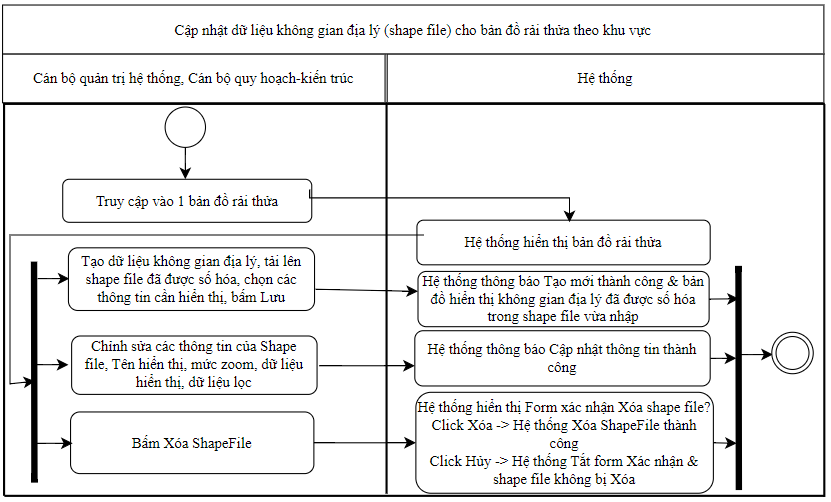 Cập nhật dữ liệu không gian địa lý (shape file) cho bản đồ rải thửa theo khu vực
Cán bộ quản trị hệ thống, Cán bộ quy hoạch-kiến trúc
Hệ thống
Truy cập vào 1 bản đồ rải thửa
Hệ thống hiển thị bản đồ rải thửa
Tạo dữ liệu không gian địa lý, tải lên
shape file đã được số hóa, chọn các
thông tin cần hiển thị, bấm Lưu
Hệ thống thông báo Tạo mới thành công & bản
đồ hiển thị không gian địa lý đã được số hóa
trong shape file vừa nhập
Chỉnh sửa các thông tin của Shape
file, Tên hiển thị, mức zoom, dữ liệu
hiển thị, dữ liệu lọc
Hệ thống thông báo Cập nhật thông tin thành
công
Bấm Xóa ShapeFile
Hệ thống hiển thị Form xác nhận Xóa shape file?
Click Xóa -> Hệ thống Xóa ShapeFile thành
công
Click Hủy -> Hệ thống Tắt form Xác nhận &
shape file không bị Xóa